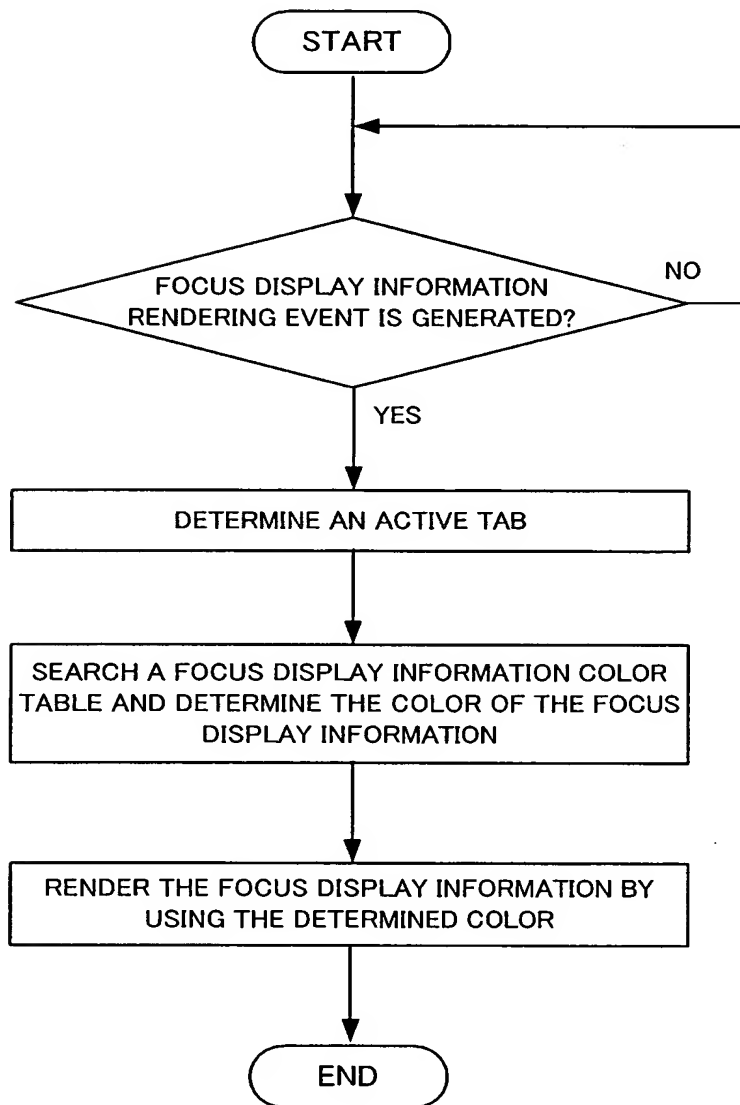 START
FOCUS DISPLAY INFORMATION
RENDERING EVENT IS GENERATED?
NO
YES
DETERMINE AN ACTIVE TAB
SEARCH A FOCUS DISPLAY INFORMATION COLOR
TABLE AND DETERMINE THE COLOR OF THE FOCUS
DISPLAY INFORMATION
RENDER THE FOCUS DISPLAY INFORMATION BY
USING THE DETERMINED COLOR
END